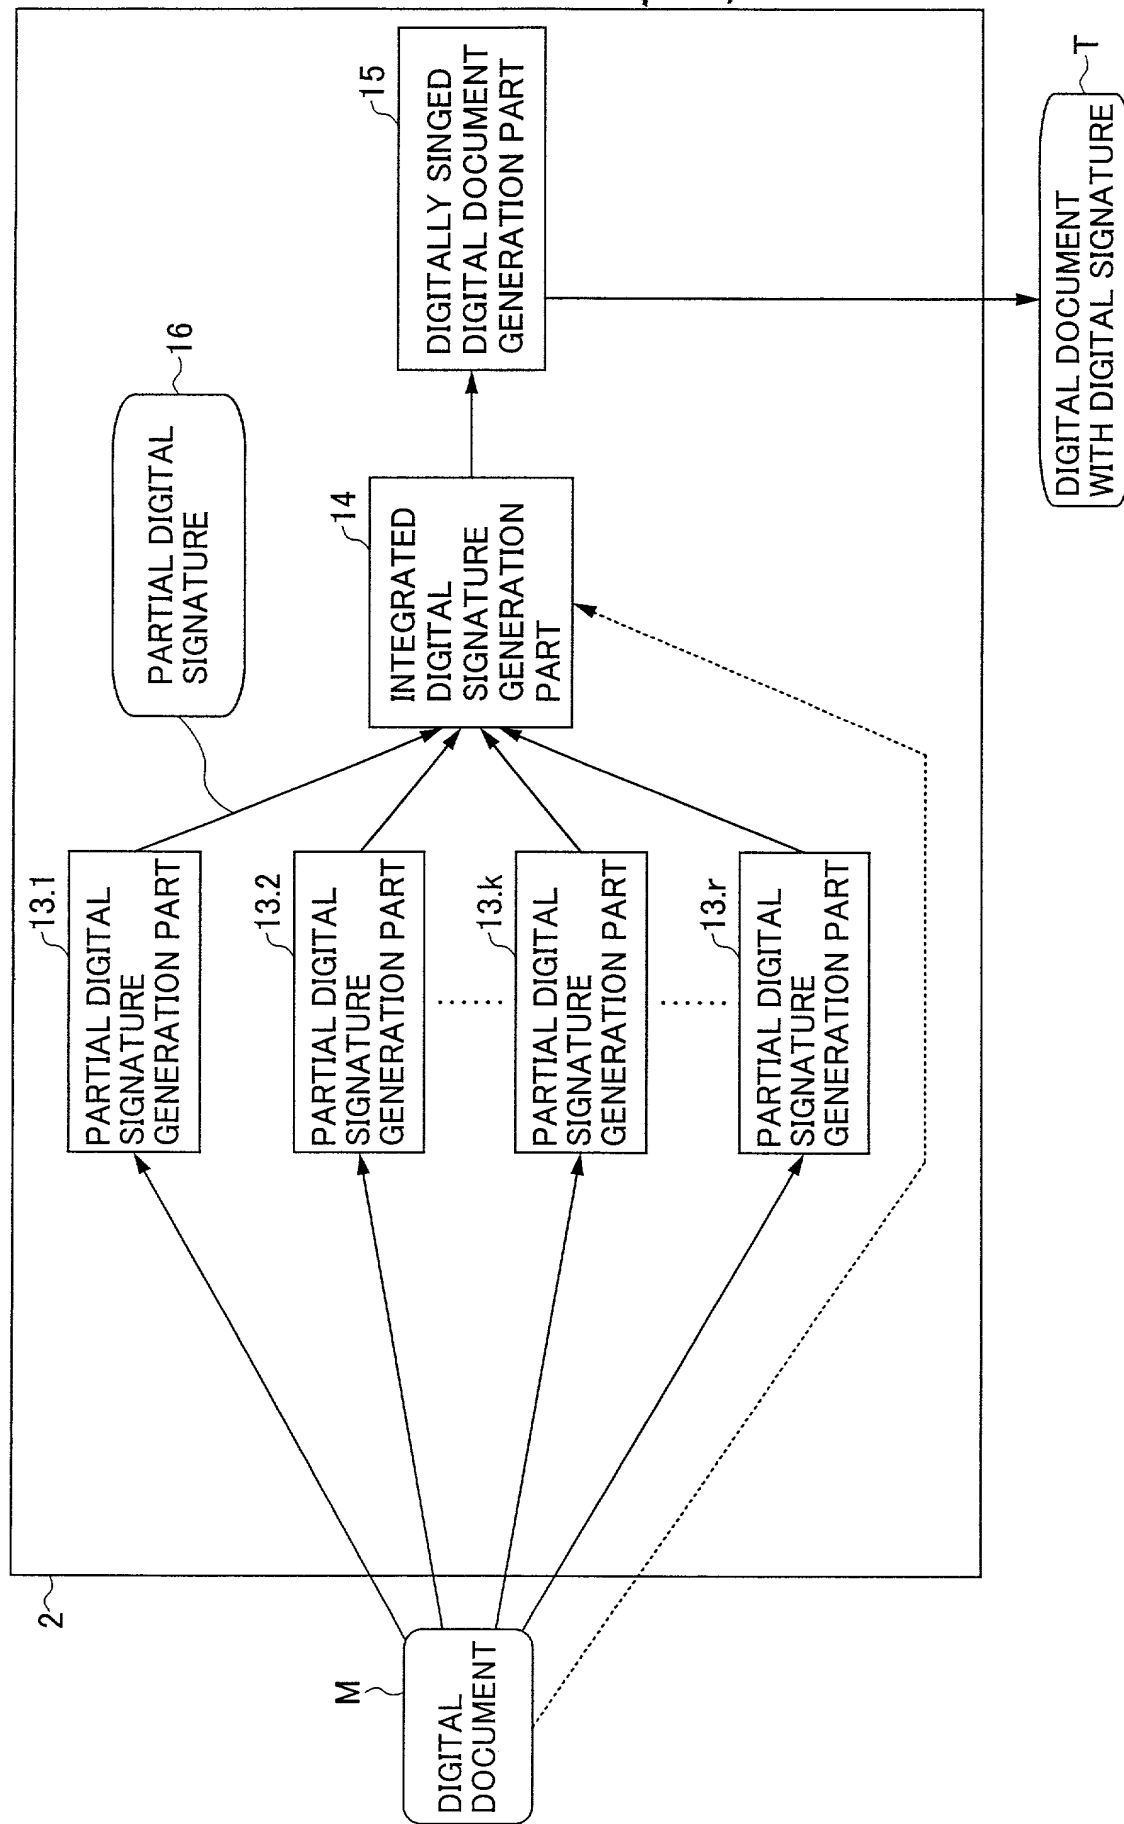 2
M
DIGITAL
DOCUMENT
13.1
PARTIAL DIGITAL
SIGNATURE
GENERATION PART
13.2
PARTIAL DIGITAL
SIGNATURE
GENERATION PART
13.k
PARTIAL DIGITAL
SIGNATURE
GENERATION PART
13.r
PARTIAL DIGITAL
SIGNATURE
GENERATION PART
16
PARTIAL DIGITAL
SIGNATURE
14
INTEGRATED
DIGITAL
SIGNATURE
GENERATION
PART
15
DIGITALLY SINGED
DIGITAL DOCUMENT
GENERATION PART
T
DIGITAL DOCUMENT
WITH DIGITAL SIGNATURE